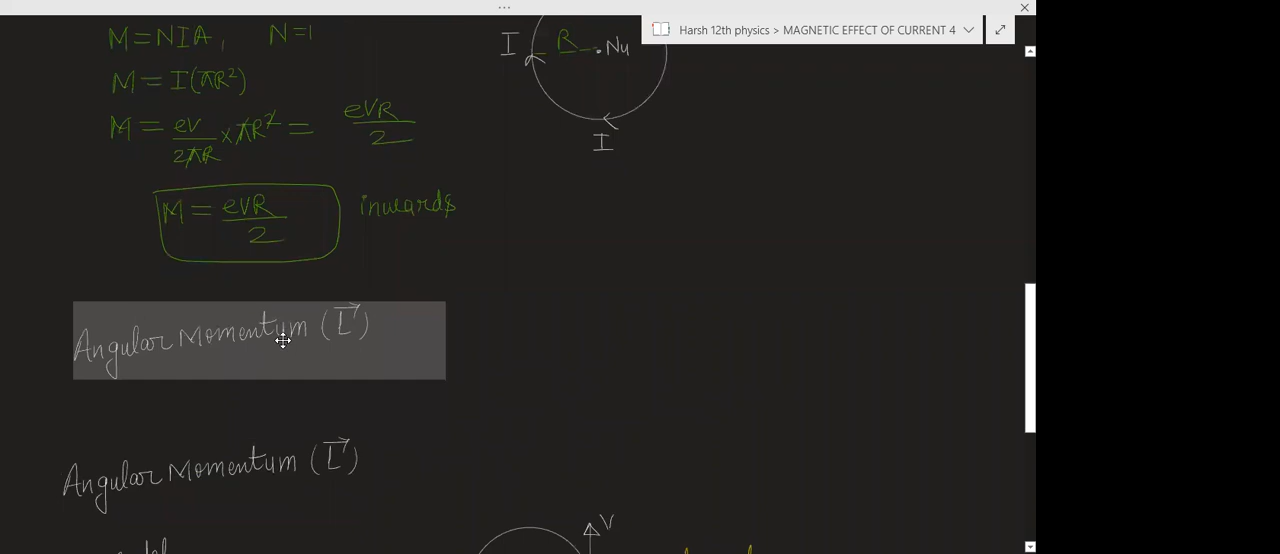 Harsh 12th physics > MAGNETIC EFFECT OF CURRENT 4
M=NIA, N=1
I R .Nu
M = I(πR²)
M = eV/2πR × πR² = eVR/2
I
M = eVR/2 inwards
Angular Momentum (L⃗)
Angular Momentum (L⃗)
V